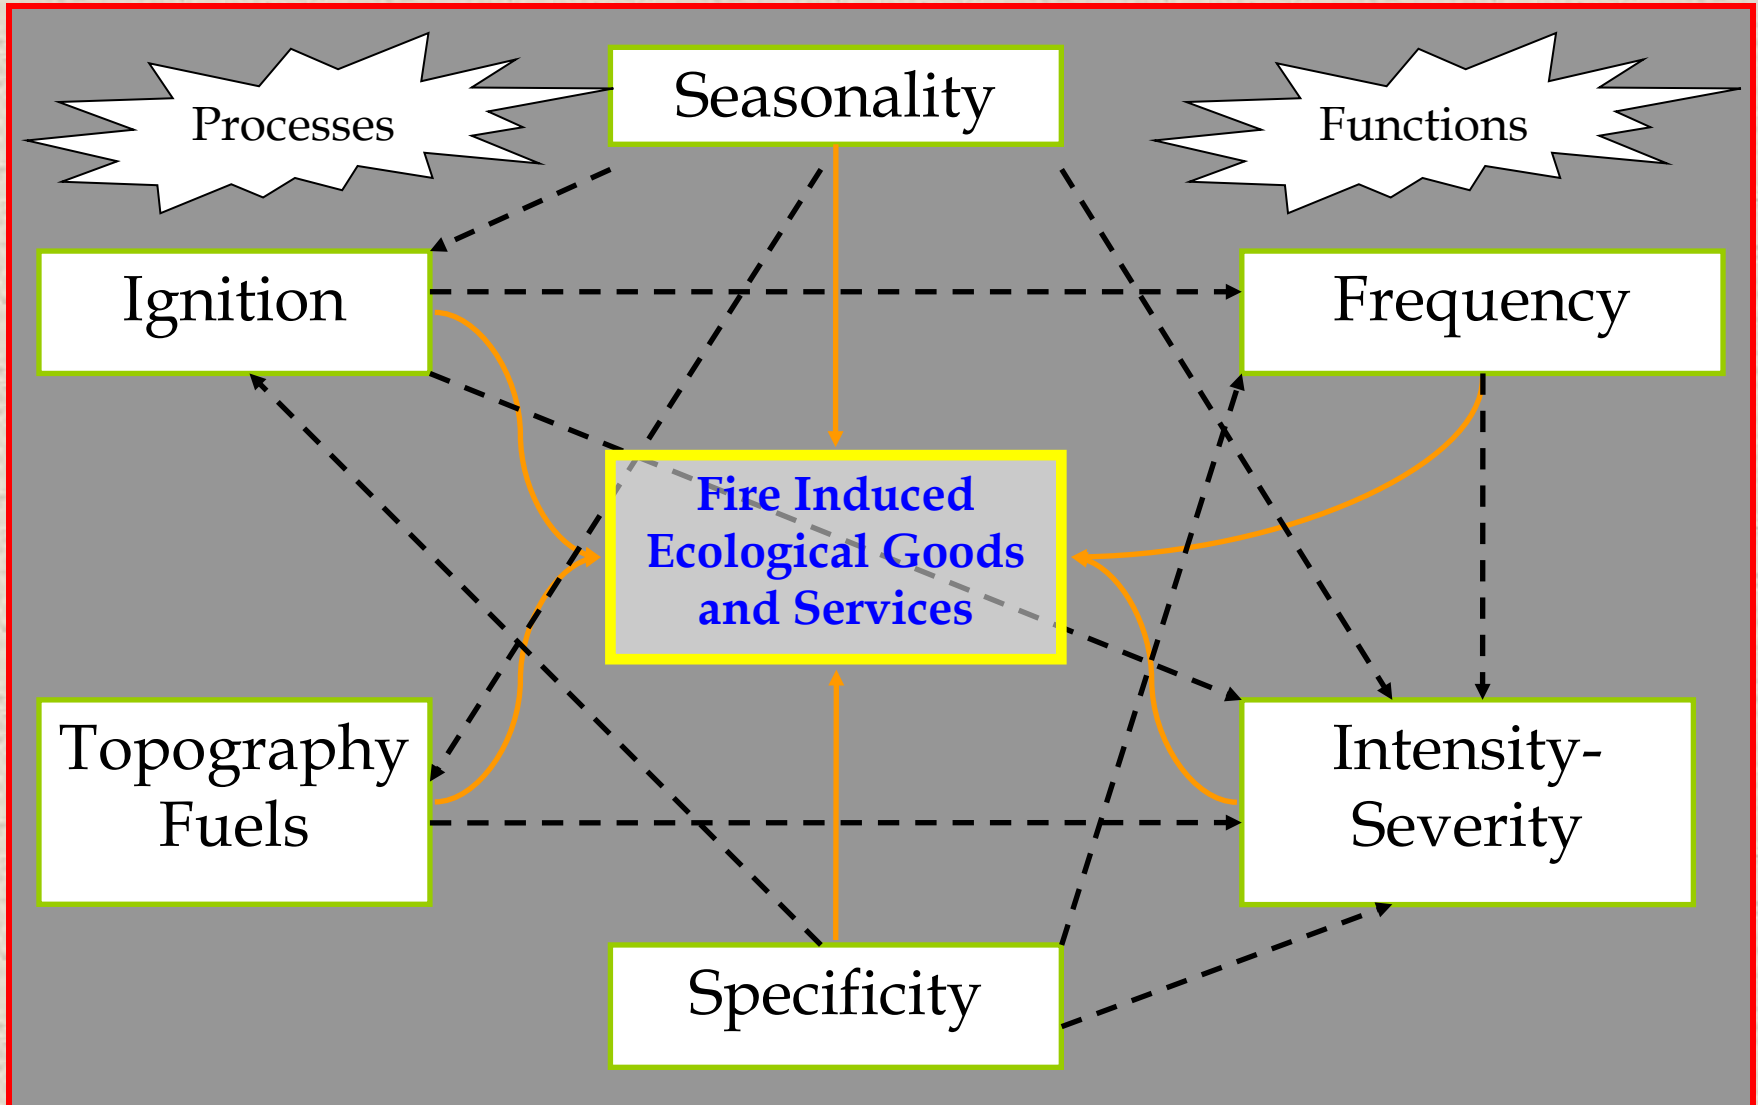 Processes
Seasonality
Functions
Ignition
Frequency
Fire Induced
Ecological Goods
and Services
Topography
Fuels
Intensity-
Severity
Specificity